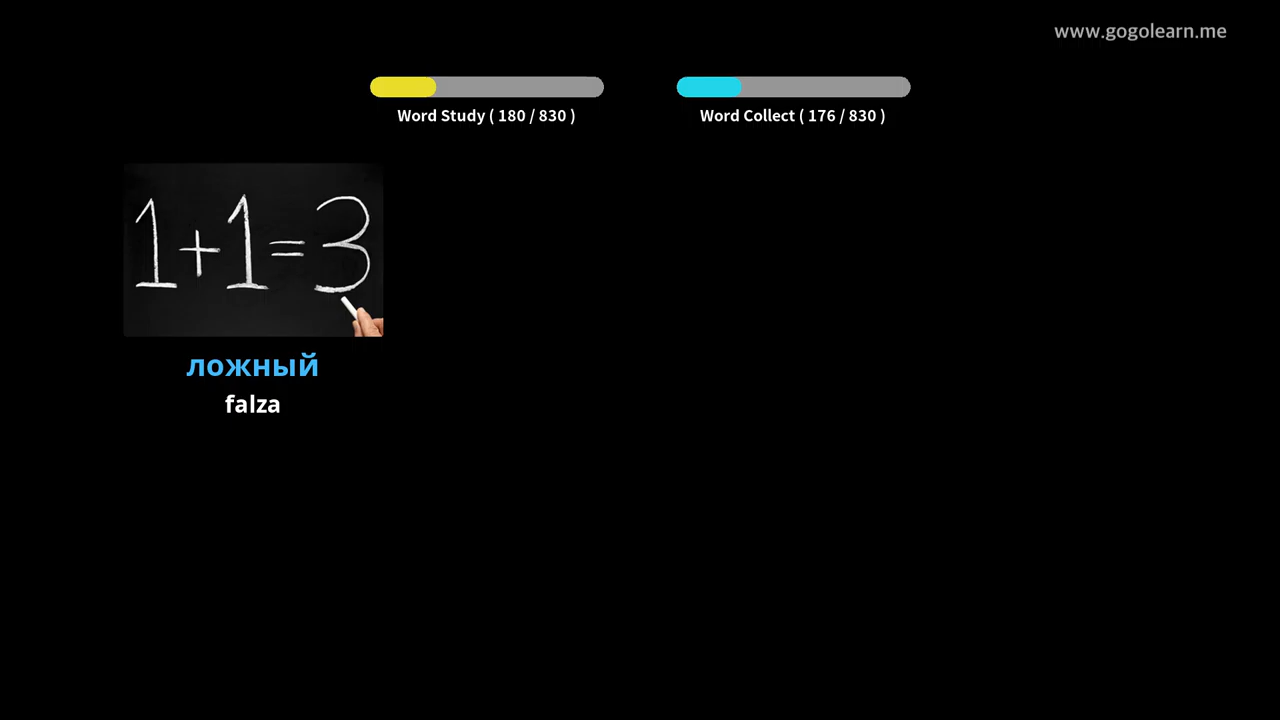 www.gogolearn.me
Word Study ( 180 / 830 )
Word Collect ( 176 / 830 )
1+1=3
ложный
falza